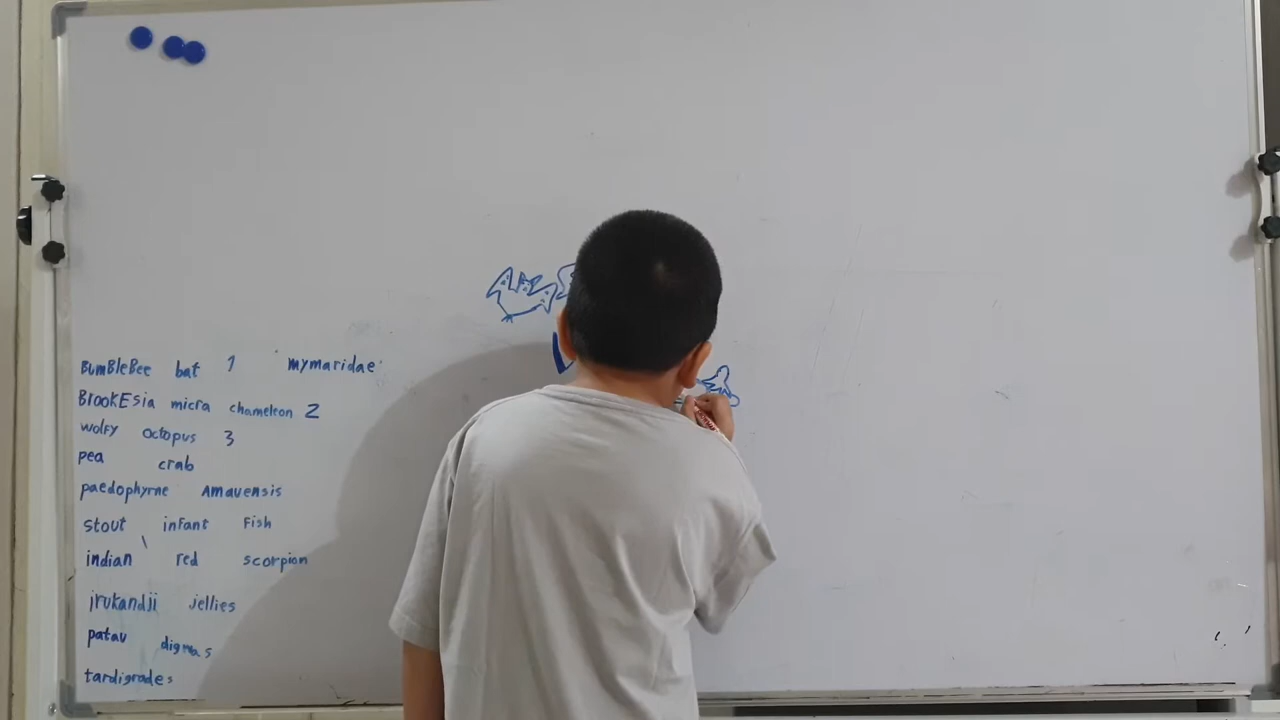 BumBleBee bat 1 mymaridae
BrookEsia micra chameleon 2
wolfy octopus 3
pea crab
paedophyrne Amauensis
stout infant Fish
indian red scorpion
irukandji jellies
patau digmas
tardigrades